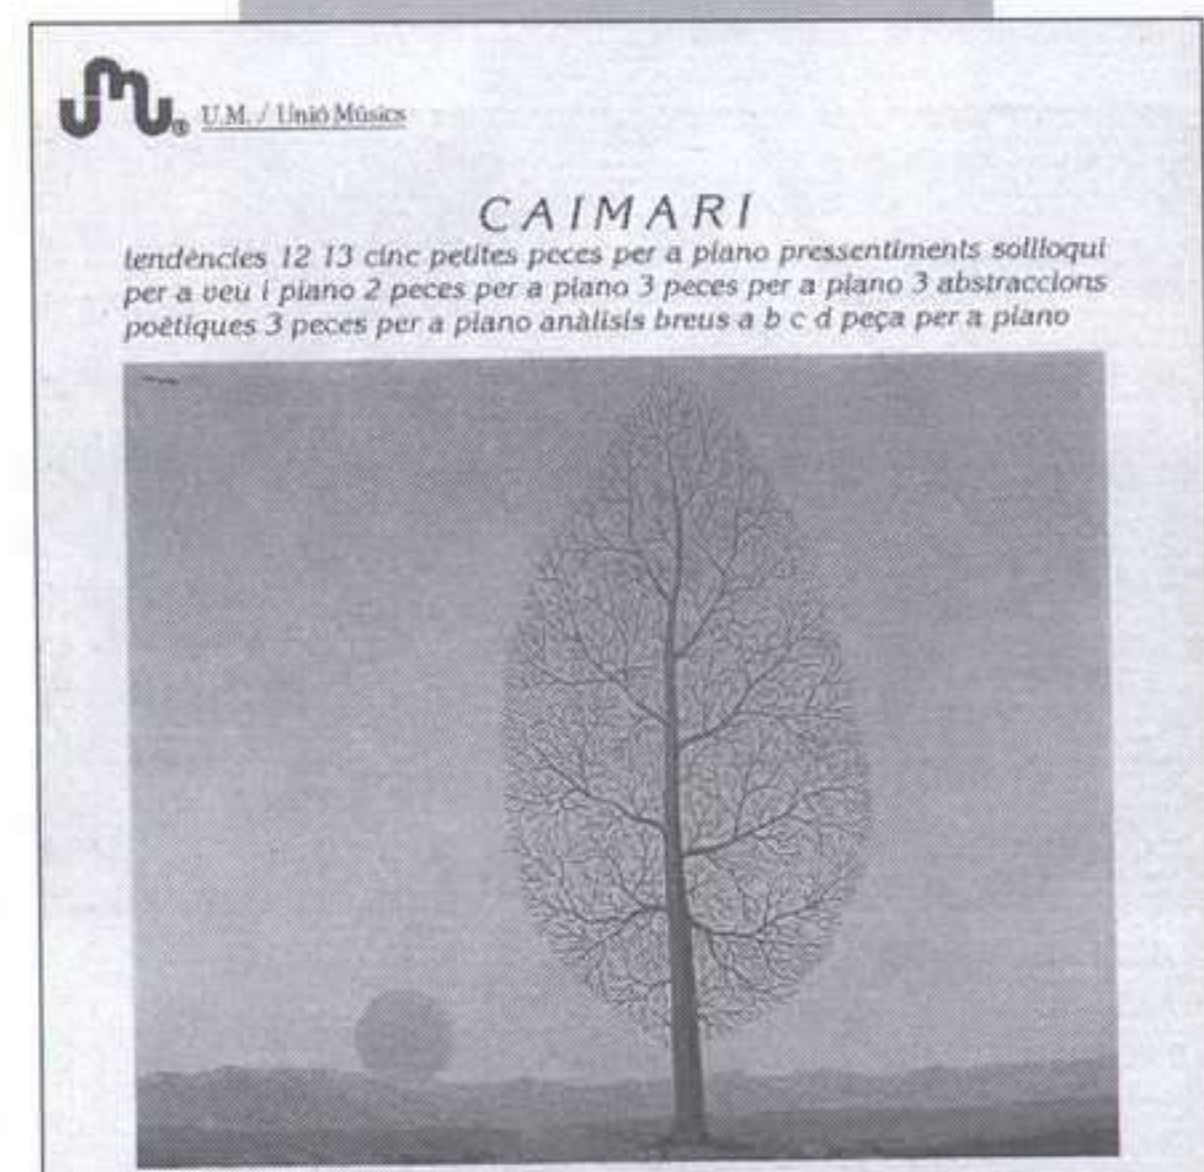 U.M. / Unió Músics
CAIMARI
tendències 12 13 cinc petites peces per a piano pressentiments soliloqui
per a veu i piano 2 peces per a piano 3 peces per a piano 3 abstraccions
poètiques 3 peces per a piano anàlisis breus a b c d peça per a piano